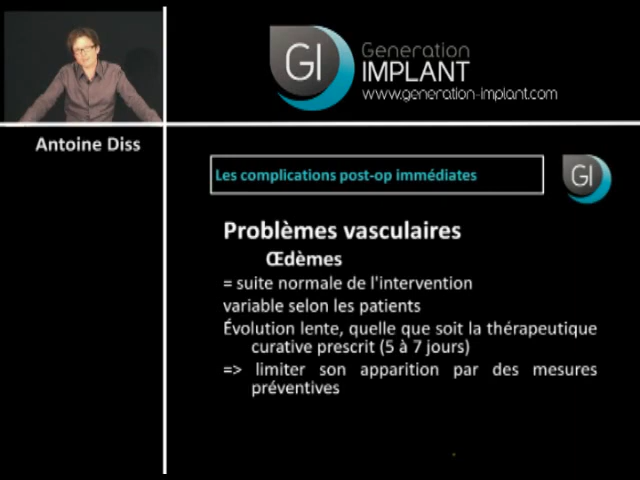 GI
Generation
IMPLANT
www.generation-implant.com
Antoine Diss
Les complications post-op immédiates
GI
Problèmes vasculaires
Œdèmes
= suite normale de l'intervention
variable selon les patients
Évolution lente, quelle que soit la thérapeutique
curative prescrit (5 à 7 jours)
=> limiter son apparition par des mesures
préventives